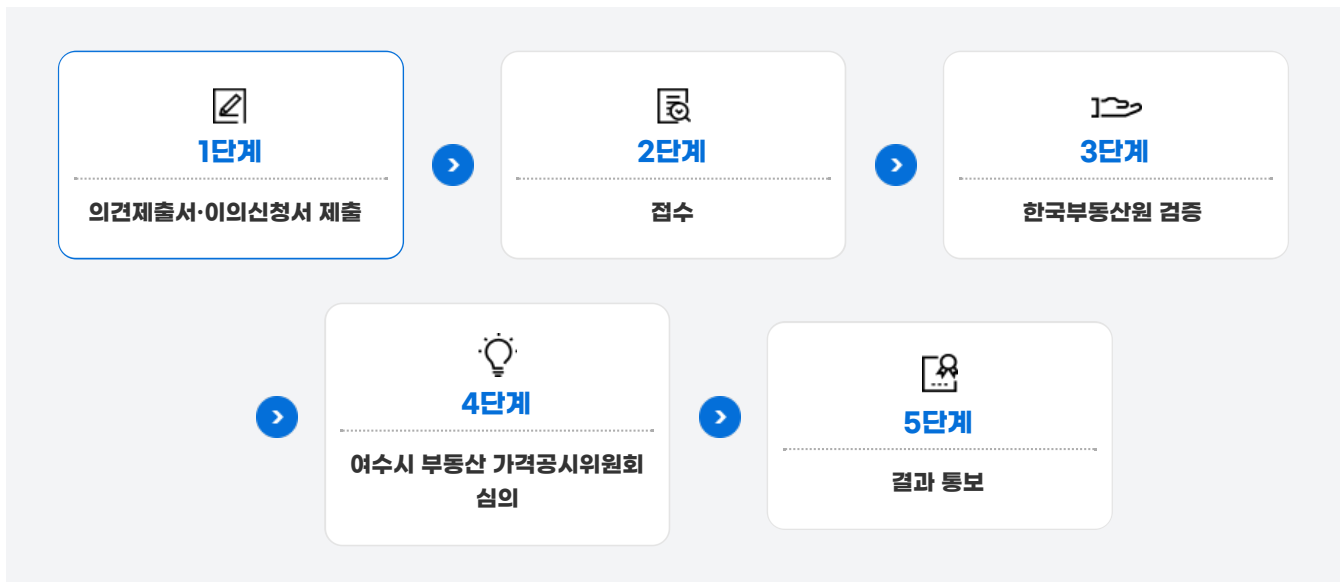 1단계
의견제출서·이의신청서 제출
2단계
접수
3단계
한국부동산원 검증
4단계
여수시 부동산 가격공시위원회
심의
5단계
결과 통보